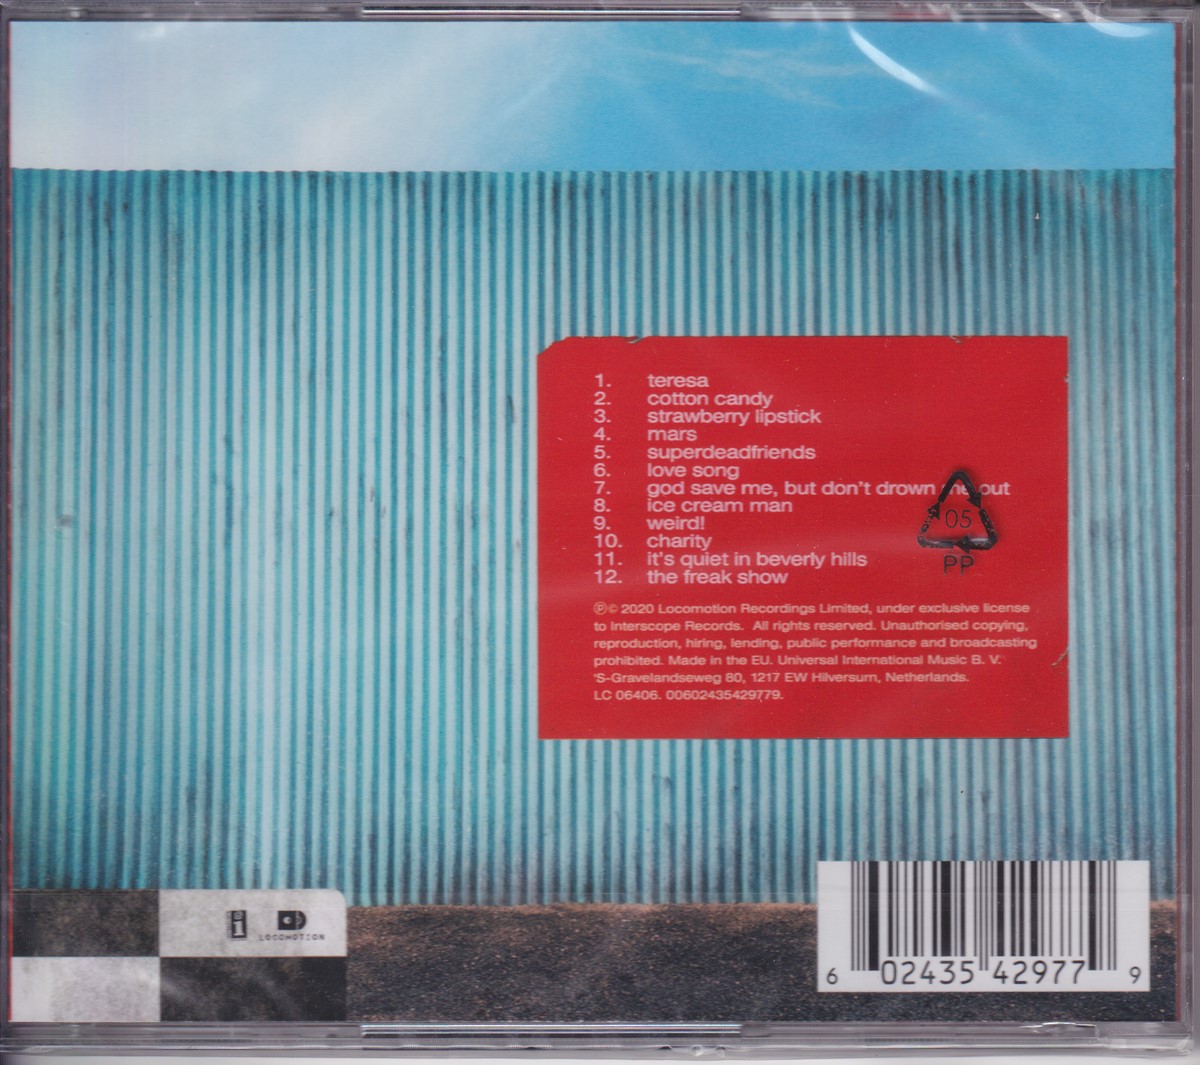 1. teresa
2. cotton candy
3. strawberry lipstick
4. mars
5. superdeadfriends
6. love song
7. god save me, but don't drown me out
8. ice cream man
9. weird!
10. charity
11. it's quiet in beverly hills
12. the freak show
℗© 2020 Locomotion Recordings Limited, under exclusive license
to Interscope Records. All rights reserved. Unauthorised copying,
reproduction, hiring, lending, public performance and broadcasting
prohibited. Made in the EU. Universal International Music B. V.
'S-Gravelandseweg 80, 1217 EW Hilversum, Netherlands.
LC 06406. 00602435429779.
05
PP
i
LOCOMOTION
6 02435 42977 9